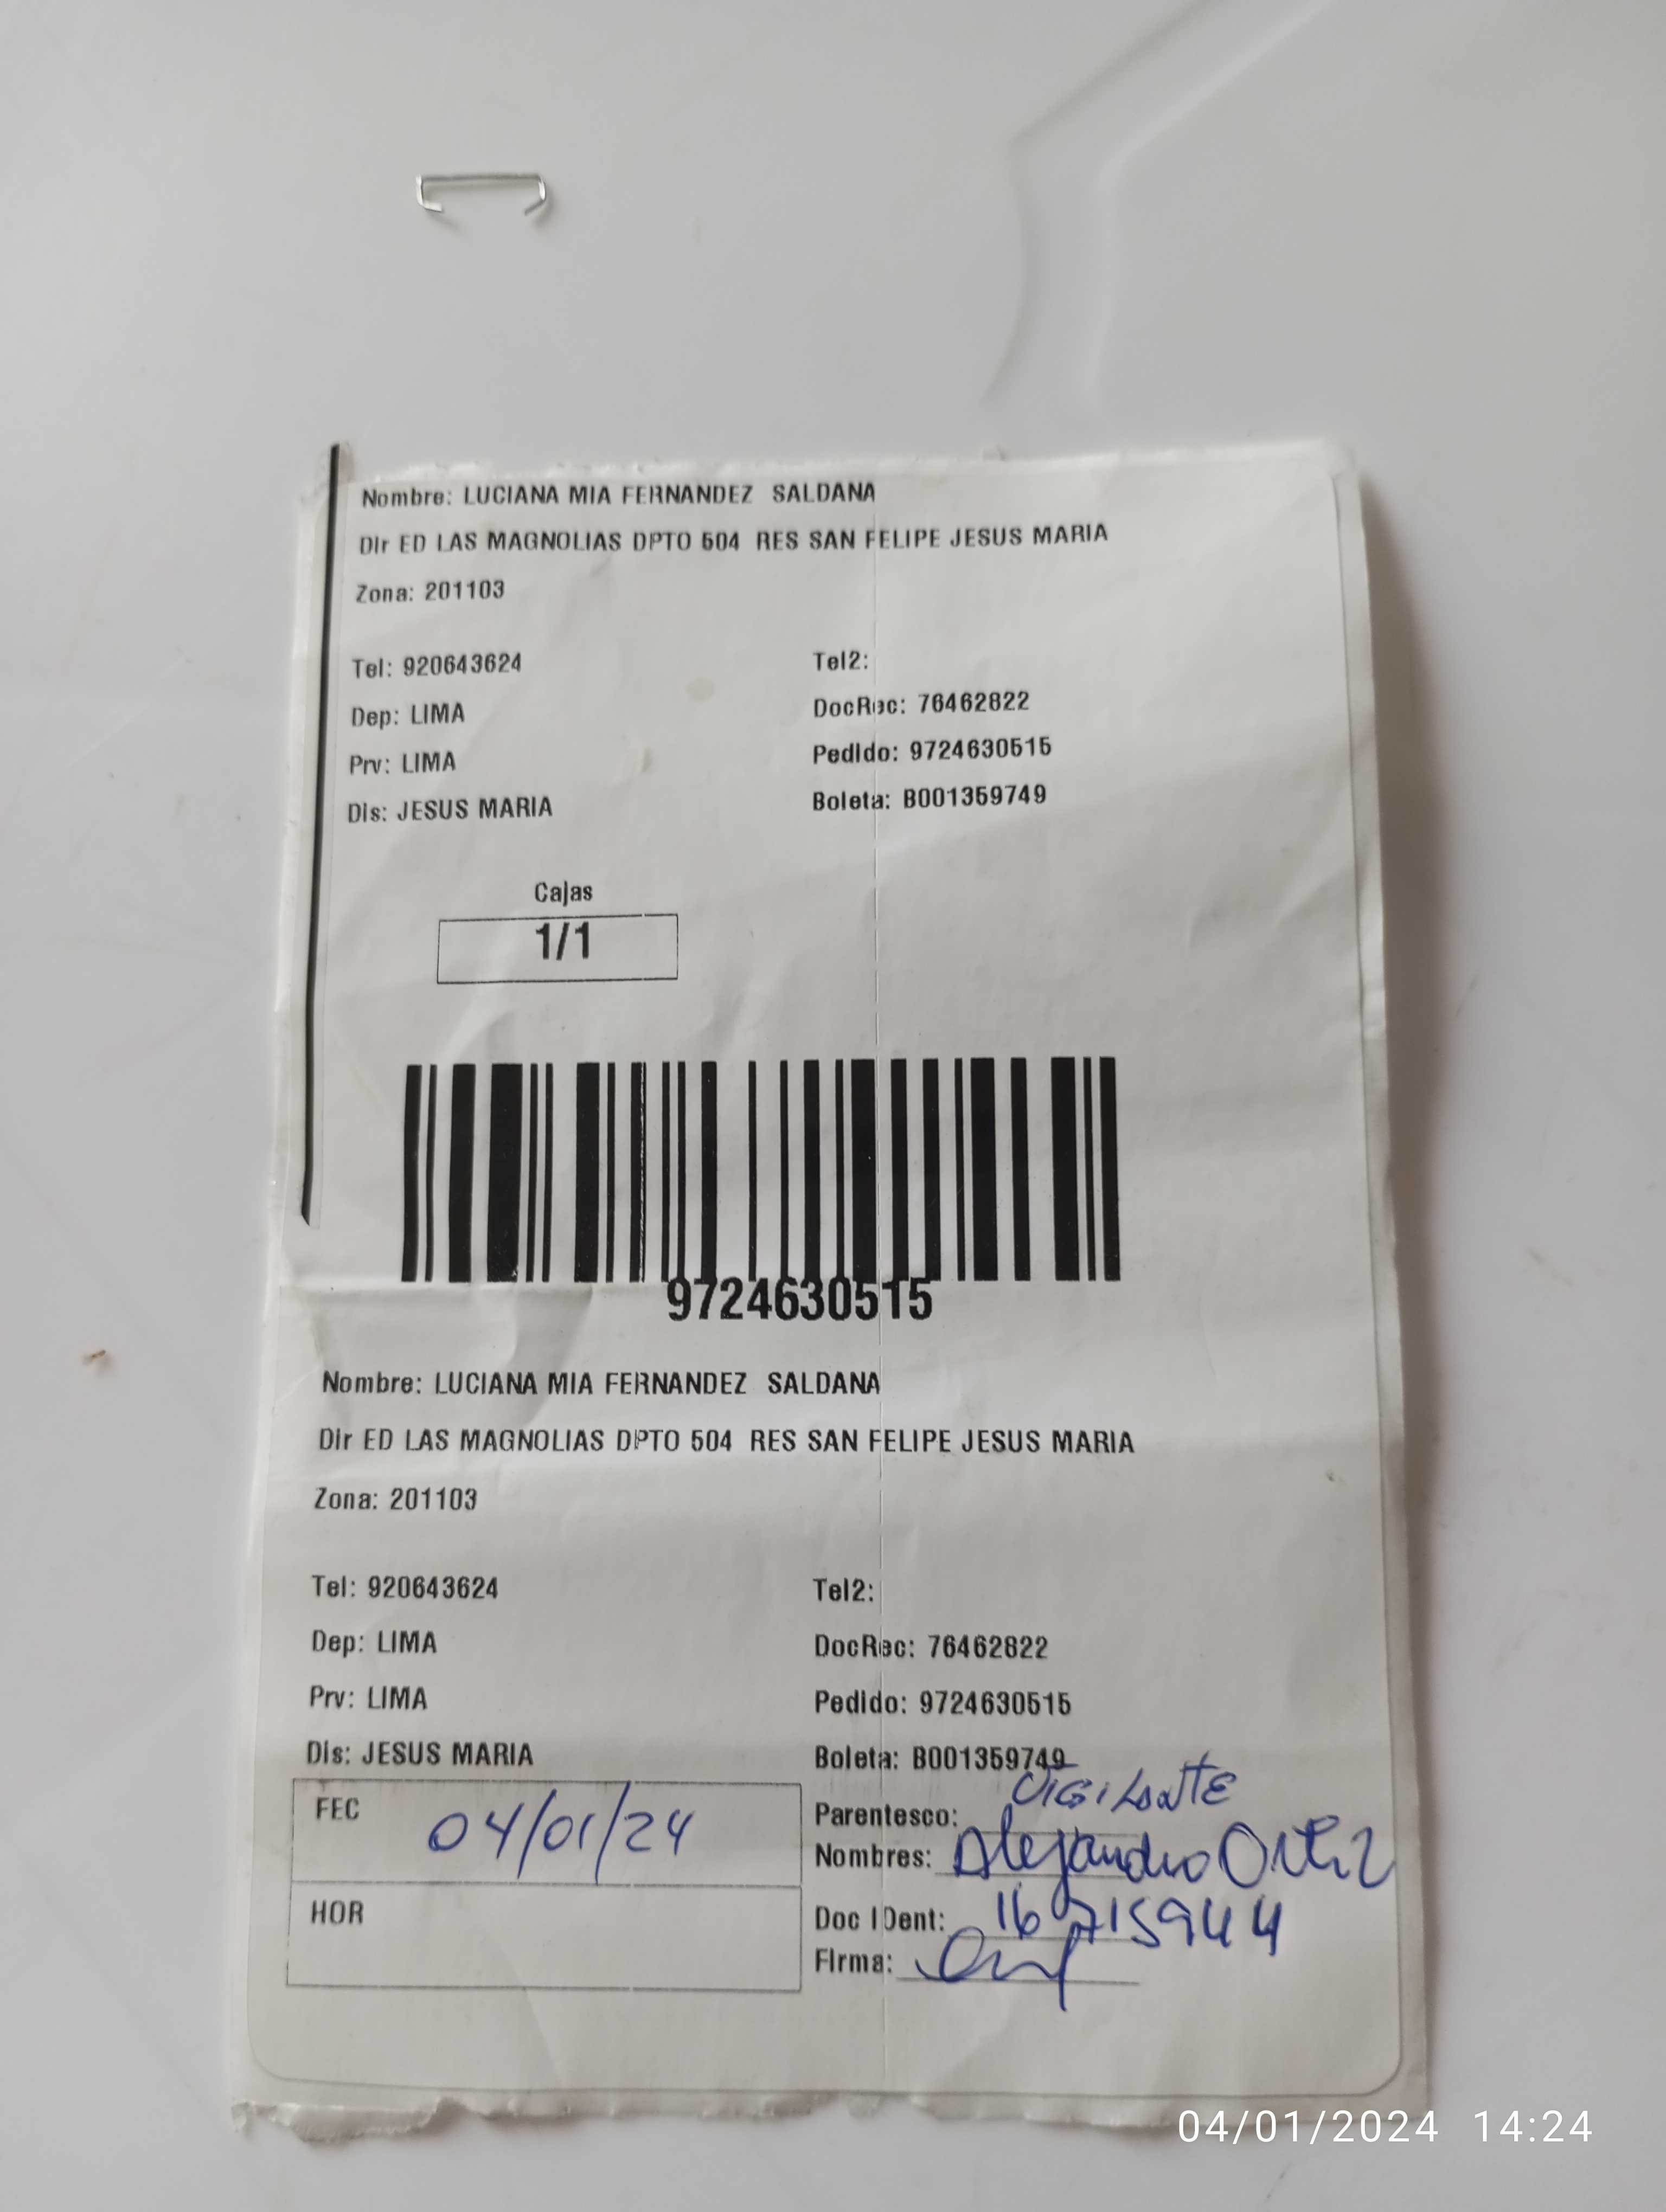 Nombre: LUCIANA MIA FERNANDEZ SALDANA
Dir ED LAS MAGNOLIAS DPTO 504 RES SAN FELIPE JESUS MARIA
Zona: 201103
Tel: 920643624 Tel2:
Dep: LIMA DocRec: 76462822
Prv: LIMA Pedido: 9724630515
Dis: JESUS MARIA Boleta: B001359749
Cajas
1/1
9724630515
Nombre: LUCIANA MIA FERNANDEZ SALDANA
Dir ED LAS MAGNOLIAS DPTO 504 RES SAN FELIPE JESUS MARIA
Zona: 201103
Tel: 920643624 Tel2:
Dep: LIMA DocRec: 76462822
Prv: LIMA Pedido: 9724630515
Dis: JESUS MARIA Boleta: B001359749
FEC 04/01/24 Parentesco: VIGILANTE
Nombres: Alejandro Ortiz
HOR Doc IDent: 16715944
Firma:
04/01/2024 14:24